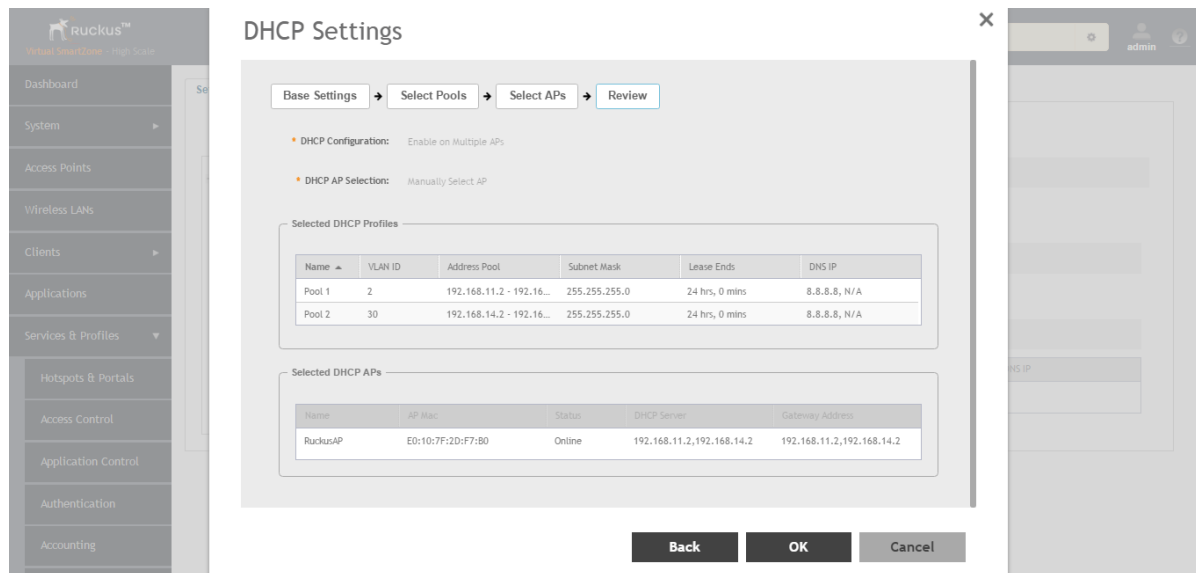 Ruckus™
Virtual SmartZone - High Scale
DHCP Settings
admin
Dashboard
System
Access Points
Wireless LANs
Clients
Applications
Services & Profiles
Hotspots & Portals
Access Control
Application Control
Authentication
Accounting
Se
Base Settings → Select Pools → Select APs → Review
* DHCP Configuration: Enable on Multiple APs
* DHCP AP Selection: Manually Select AP
Selected DHCP Profiles
Name VLAN ID Address Pool Subnet Mask Lease Ends DNS IP
Pool 1 2 192.168.11.2 - 192.16... 255.255.255.0 24 hrs, 0 mins 8.8.8.8, N/A
Pool 2 30 192.168.14.2 - 192.16... 255.255.255.0 24 hrs, 0 mins 8.8.8.8, N/A
Selected DHCP APs
Name AP Mac Status DHCP Server Gateway Address
RuckusAP E0:10:7F:2D:F7:B0 Online 192.168.11.2,192.168.14.2 192.168.11.2,192.168.14.2
NS IP
Back OK Cancel